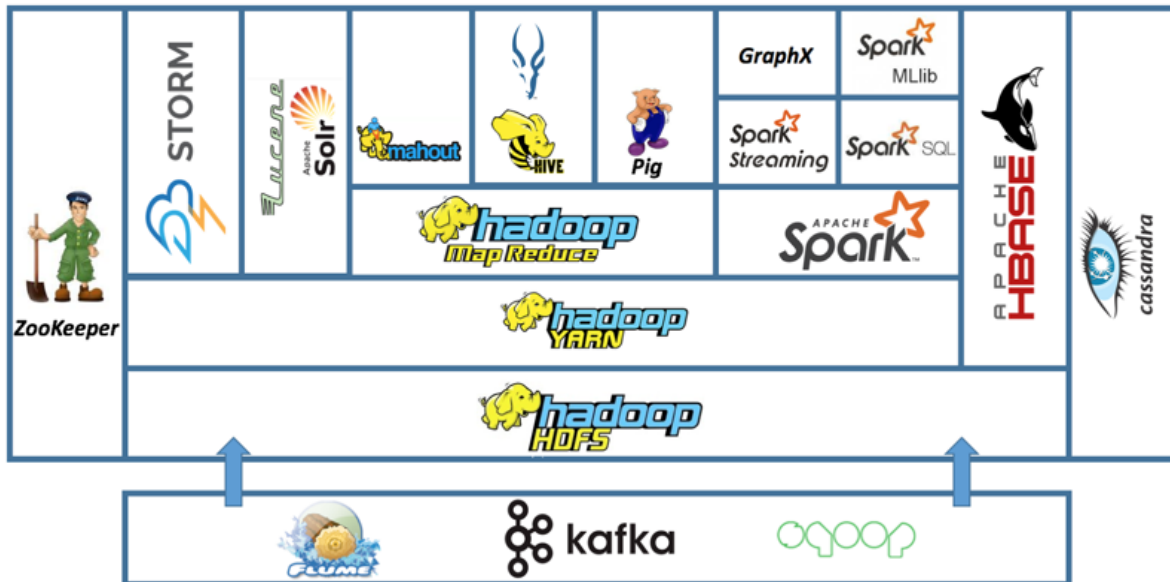 ZooKeeper
STORM
Lucene
Apache
Solr
mahout
HIVE
Pig
GraphX
Spark
MLlib
Spark
Streaming
Spark SQL
hadoop
Map Reduce
APACHE
Spark™
APACHE
HBASE
cassandra
hadoop
YARN
hadoop
HDFS
FLUME
kafka
sqoop